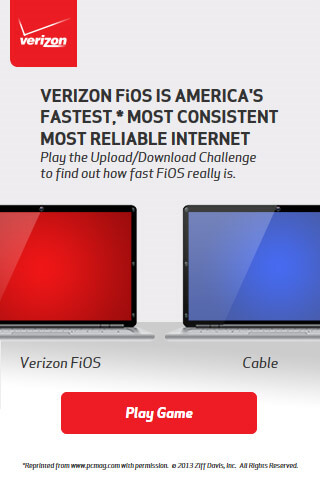 verizon
VERIZON FiOS IS AMERICA'S
FASTEST,* MOST CONSISTENT
MOST RELIABLE INTERNET
Play the Upload/Download Challenge
to find out how fast FiOS really is.
Verizon FiOS
Cable
Play Game
*Reprinted from www.pcmag.com with permission. © 2013 Ziff Davis, Inc. All Rights Reserved.